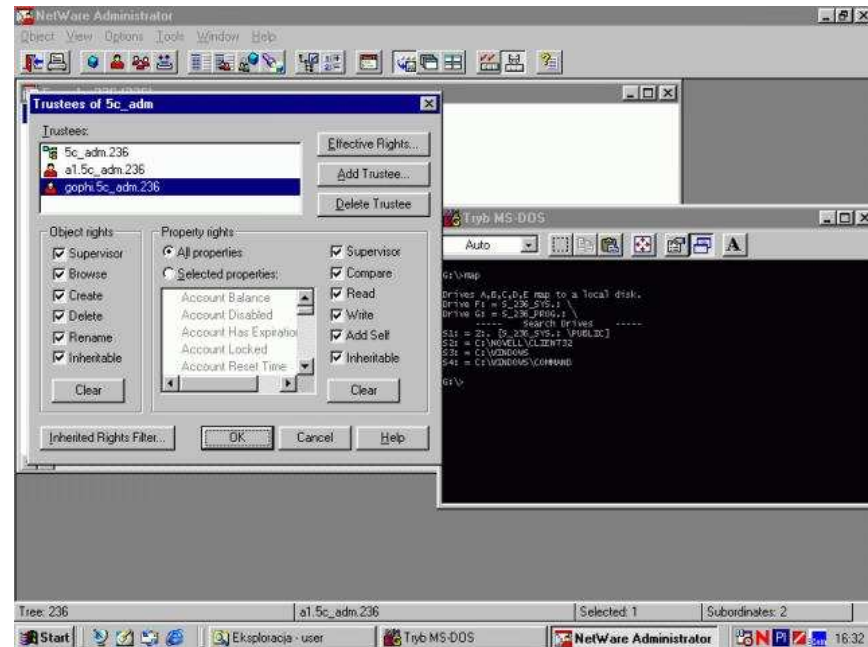 NetWare Administrator
Object View Options Tools Window Help
Trustees of 5c_adm
Trustees:
5c_adm.236
a1.5c_adm.236
gophi.5c_adm.236
Effective Rights...
Add Trustee...
Delete Trustee
Object rights
Supervisor
Browse
Create
Delete
Rename
Inheritable
Clear
Property rights
All properties
Selected properties:
Account Balance
Account Disabled
Account Has Expiratio
Account Locked
Account Reset Time
Supervisor
Compare
Read
Write
Add Self
Inheritable
Clear
Inherited Rights Filter...
OK
Cancel
Help
Tryb MS-DOS
Auto
A
G:\>map
Drives A,B,C,D,E map to a local disk.
Drive F: = S_236_SYS.: \
Drive G: = S_236_PROG.: \
----- Search Drives -----
S1: = Z:. [S_236_SYS.: \PUBLIC]
S2: = C:\NOVELL\CLIENT32
S3: = C:\WINDOWS
S4: = C:\WINDOWS\COMMAND
G:\>
Tree: 236
a1.5c_adm.236
Selected: 1
Subordinates: 2
Start
Eksploracja - user
Tryb MS-DOS
NetWare Administrator
N
Pl
16:32